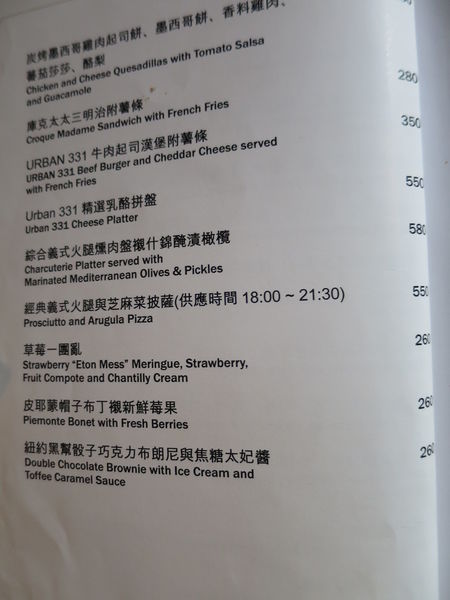 炭烤墨西哥雞肉起司餅、墨西哥餅、香料雞肉、
蕃茄莎莎、酪梨
Chicken and Cheese Quesadillas with Tomato Salsa
and Guacamole
280
庫克太太三明治附薯條
Croque Madame Sandwich with French Fries
350
URBAN 331 牛肉起司漢堡附薯條
URBAN 331 Beef Burger and Cheddar Cheese served
with French Fries
550
Urban 331 精選乳酪拼盤
Urban 331 Cheese Platter
580
綜合義式火腿燻肉盤襯什錦醃漬橄欖
Charcuterie Platter served with
Marinated Mediterranean Olives & Pickles
550
經典義式火腿與芝麻菜披薩(供應時間 18:00 ~ 21:30)
Prosciutto and Arugula Pizza
260
草莓一團亂
Strawberry “Eton Mess” Meringue, Strawberry,
Fruit Compote and Chantilly Cream
260
皮耶蒙帽子布丁襯新鮮莓果
Piemonte Bonet with Fresh Berries
260
紐約黑幫骰子巧克力布朗尼與焦糖太妃醬
Double Chocolate Brownie with Ice Cream and
Toffee Caramel Sauce